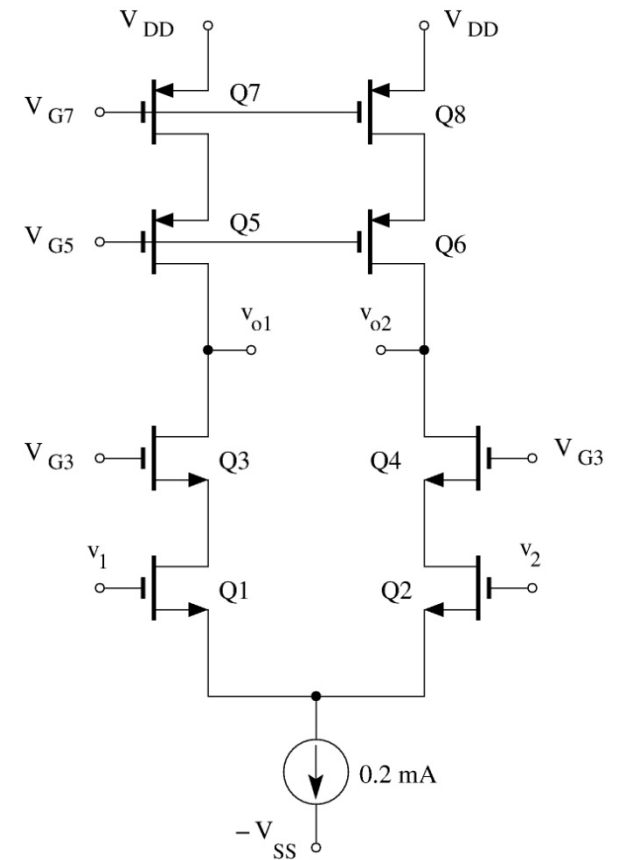 V DD V DD
V G7 Q7 Q8
V G5 Q5 Q6
v o1 v o2
V G3 Q3 Q4 V G3
v 1 Q1 Q2 v 2
0.2 mA
– V SS